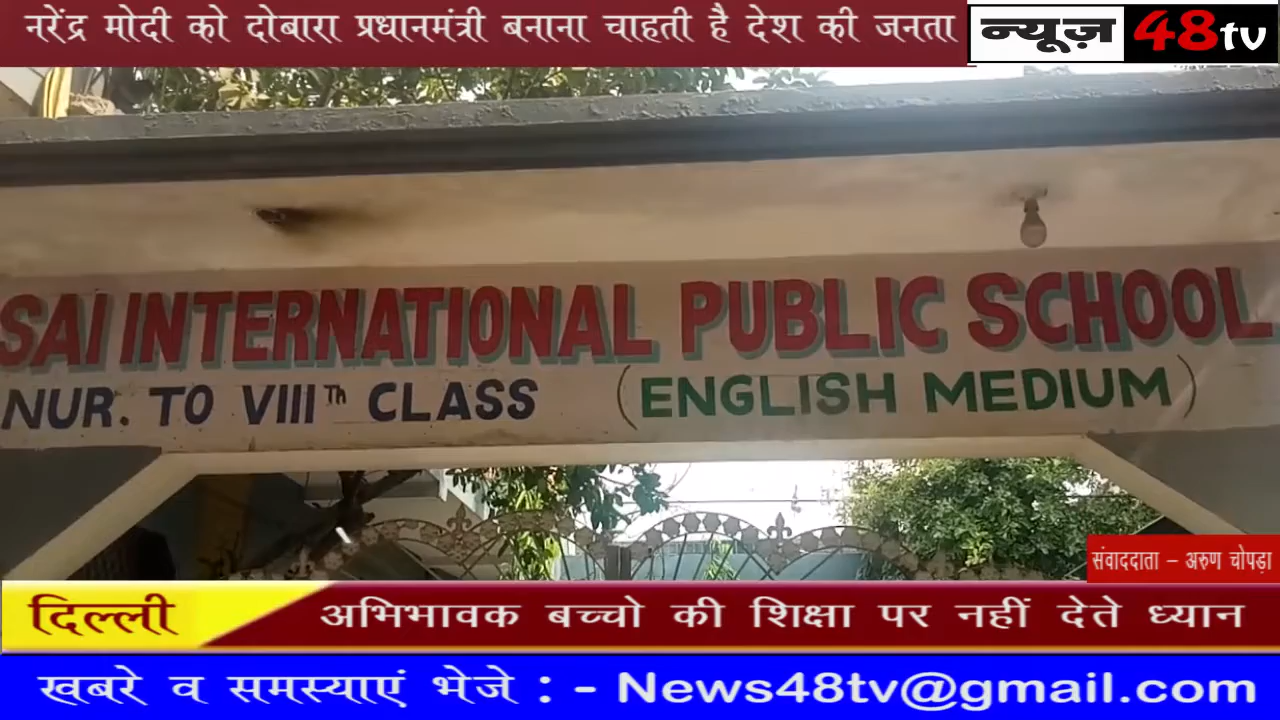 नरेंद्र मोदी को दोबारा प्रधानमंत्री बनाना चाहती है देश की जनता
न्यूज़ 48tv
SAI INTERNATIONAL PUBLIC SCHOOL
NUR. TO VIIITh CLASS (ENGLISH MEDIUM)
संवाददाता - अरुण चोपड़ा
दिल्ली अभिभावक बच्चो की शिक्षा पर नहीं देते ध्यान
खबरे व समस्याएं भेजे : - News48tv@gmail.com